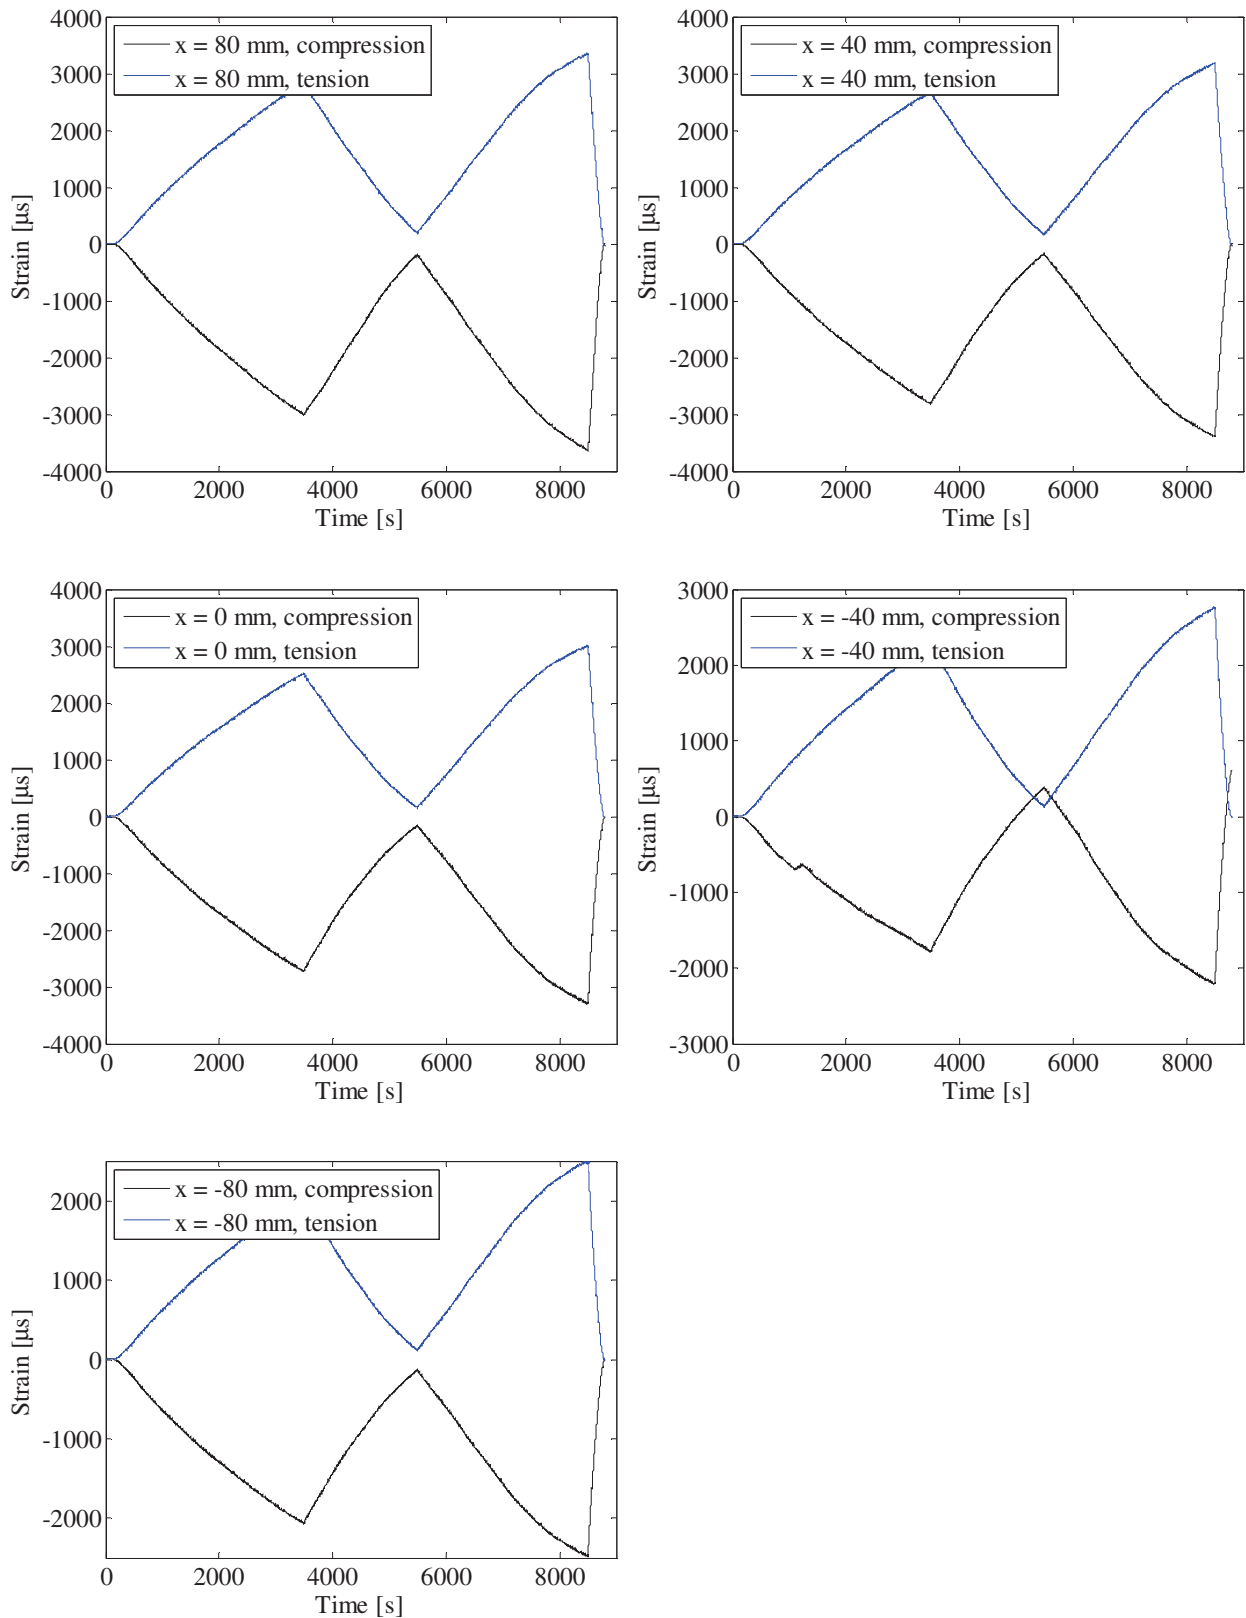 4000
3000
2000
1000
0
-1000
-2000
-3000
-4000
Strain [μs]
x = 80 mm, compression
x = 80 mm, tension
0 2000 4000 6000 8000
Time [s]
4000
3000
2000
1000
0
-1000
-2000
-3000
-4000
Strain [μs]
x = 40 mm, compression
x = 40 mm, tension
0 2000 4000 6000 8000
Time [s]
4000
3000
2000
1000
0
-1000
-2000
-3000
-4000
Strain [μs]
x = 0 mm, compression
x = 0 mm, tension
0 2000 4000 6000 8000
Time [s]
3000
2000
1000
0
-1000
-2000
-3000
Strain [μs]
x = -40 mm, compression
x = -40 mm, tension
0 2000 4000 6000 8000
Time [s]
2000
1000
0
-1000
-2000
Strain [μs]
x = -80 mm, compression
x = -80 mm, tension
0 2000 4000 6000 8000
Time [s]